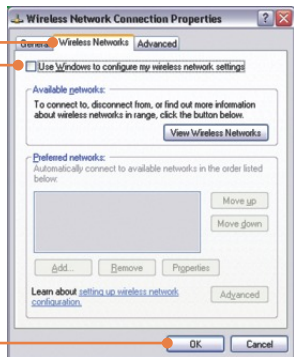 Wireless Network Connection Properties
General Wireless Networks Advanced
Use Windows to configure my wireless network settings
Available networks:
To connect to, disconnect from, or find out more information
about wireless networks in range, click the button below.
View Wireless Networks
Preferred networks:
Automatically connect to available networks in the order listed
below:
Move up
Move down
Add... Remove Properties
Learn about setting up wireless network
configuration.
Advanced
OK Cancel